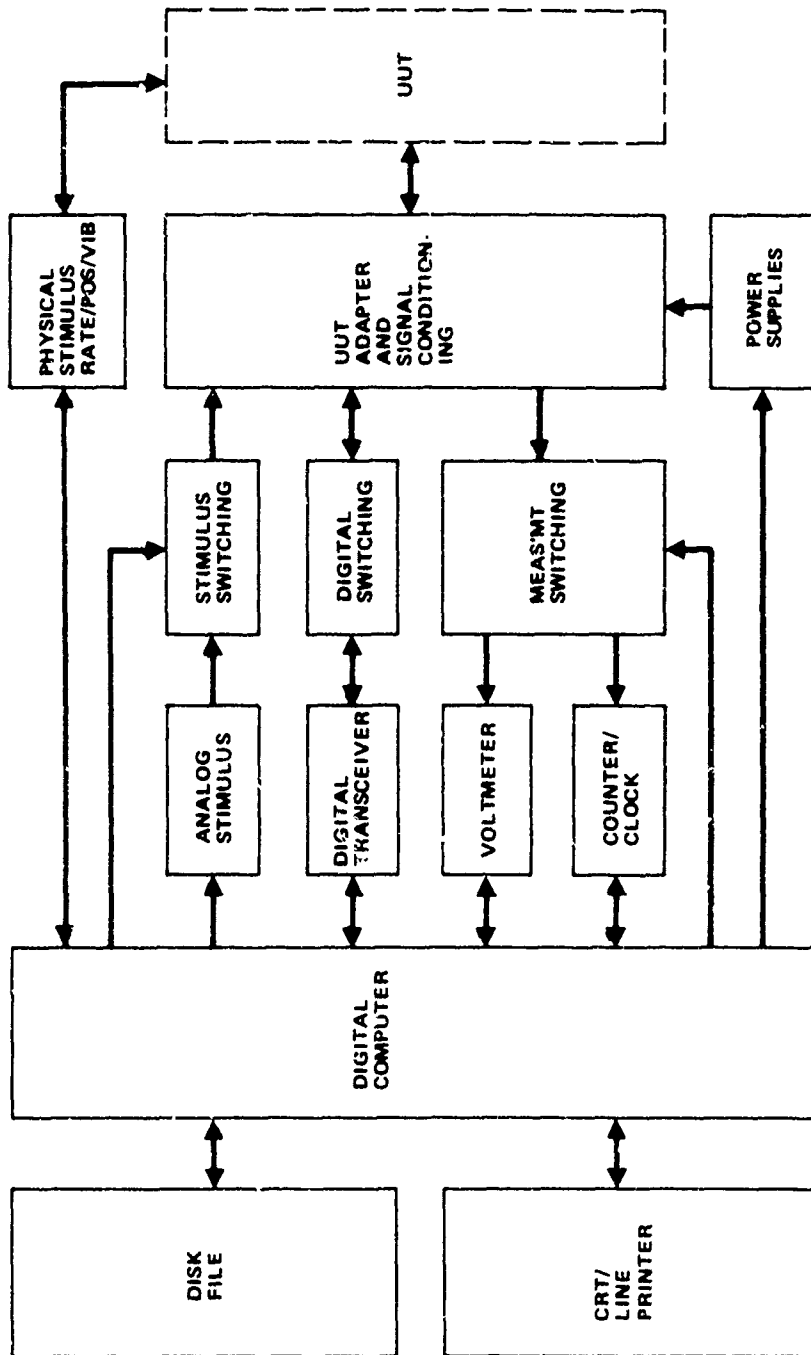 DISK
FILE
CRT/
LINE
PRINTER
DIGITAL
COMPUTER
ANALOG
STIMULUS
DIGITAL
TRANSCEIVER
VOLTMETER
COUNTER/
CLOCK
STIMULUS
SWITCHING
DIGITAL
SWITCHING
MEAS'MT
SWITCHING
PHYSICAL
STIMULUS
RATE/POS/VIB
UUT
ADAPTER
AND
SIGNAL
CONDITION-
ING
POWER
SUPPLIES
UUT